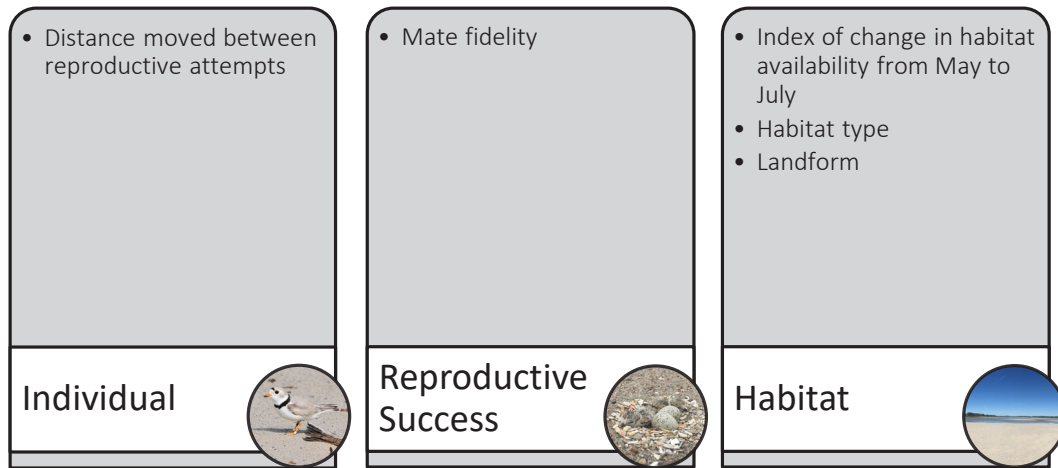 • Distance moved between
reproductive attempts
Individual
• Mate fidelity
Reproductive
Success
• Index of change in habitat
availability from May to
July
• Habitat type
• Landform
Habitat